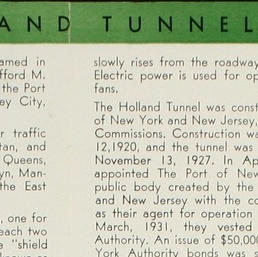 AND TUNNEL
amed in
fford M.
the Port
ey City,
r traffic
tan, and
Queens,
yn, Man-
the East
, one for
each two
e "shield
slowly rises from the roadway
Electric power is used for op
fans.
The Holland Tunnel was const
of New York and New Jersey,
Commissions. Construction wa
12,1920, and the tunnel was
November 13, 1927. In Ap
appointed The Port of New
public body created by the
and New Jersey with the co
as their agent for operation
March, 1931, they vested
Authority. An issue of $50,000
York Authority bonds was s